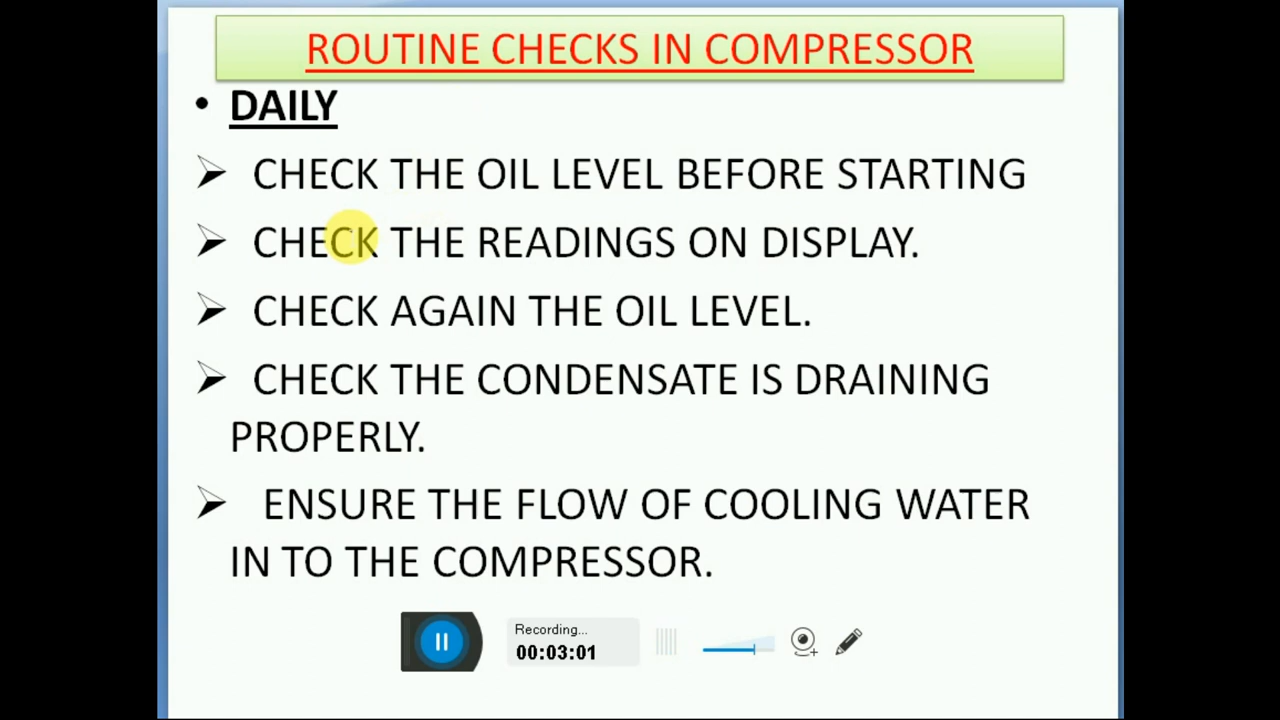 ROUTINE CHECKS IN COMPRESSOR
• DAILY
➢ CHECK THE OIL LEVEL BEFORE STARTING
➢ CHECK THE READINGS ON DISPLAY.
➢ CHECK AGAIN THE OIL LEVEL.
➢ CHECK THE CONDENSATE IS DRAINING
PROPERLY.
➢ ENSURE THE FLOW OF COOLING WATER
IN TO THE COMPRESSOR.
Recording...
00:03:01